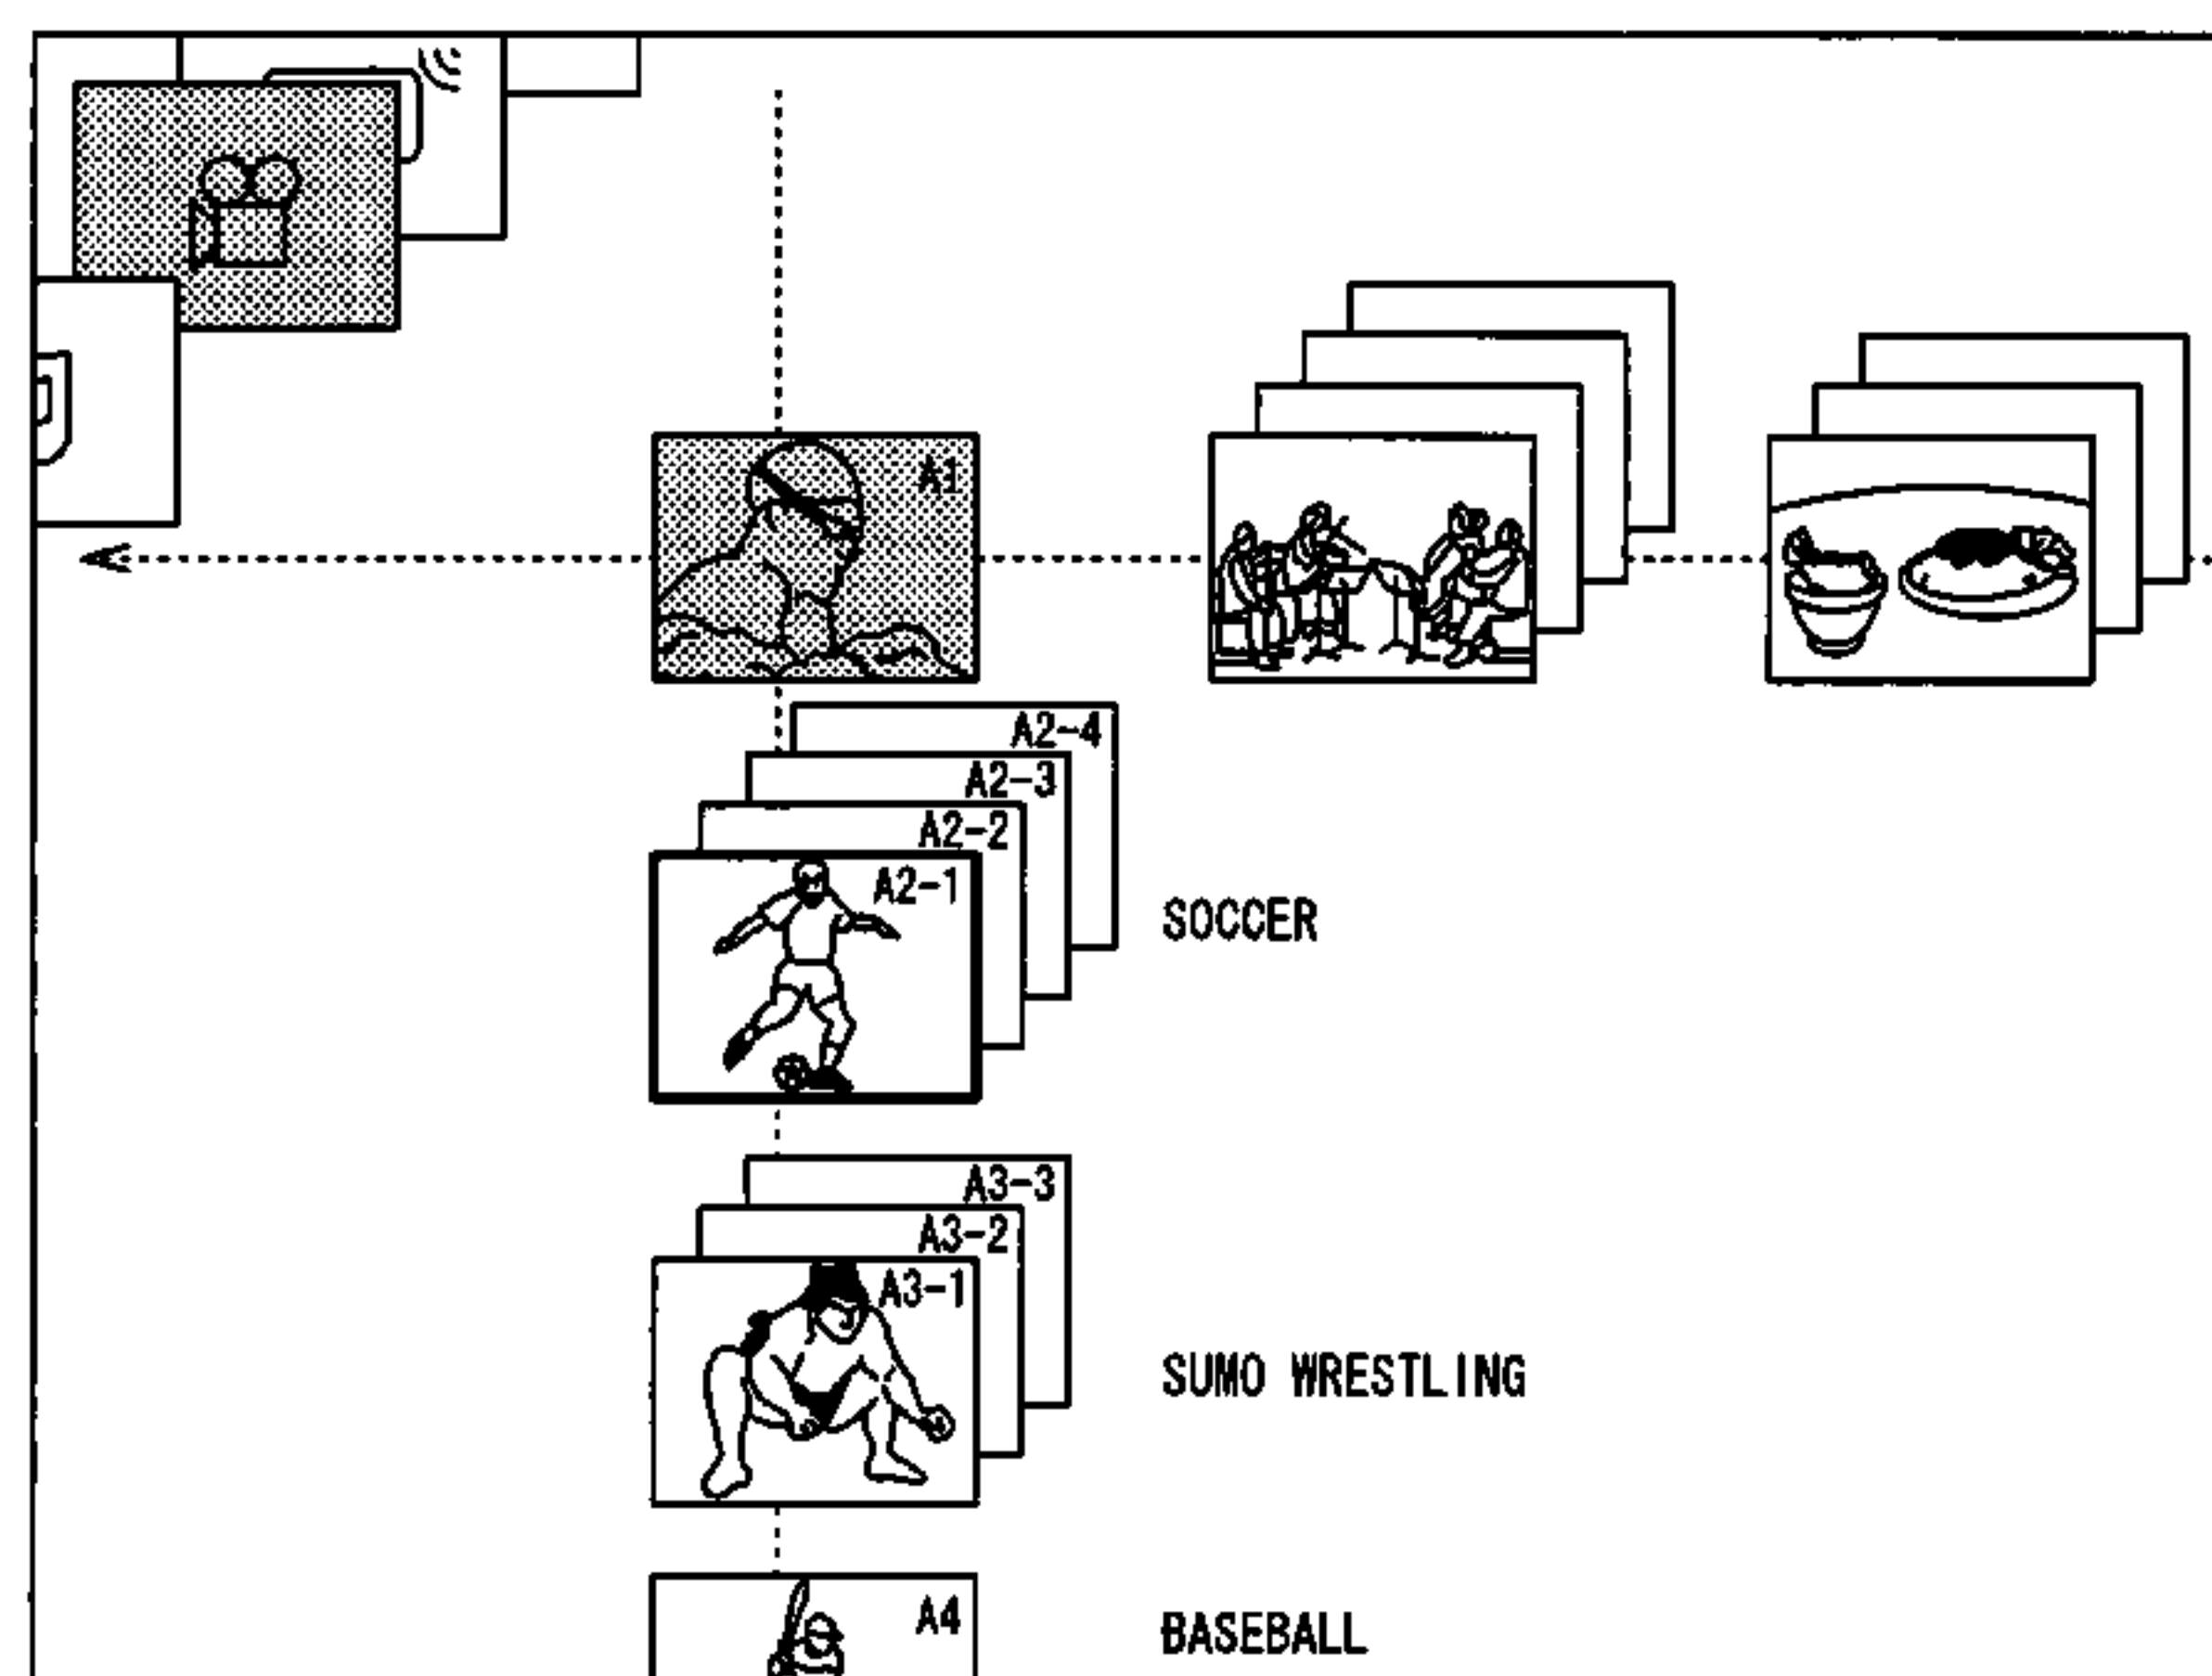 A1
A2-4
A2-3
A2-2
A2-1
SOCCER
A3-3
A3-2
A3-1
SUMO WRESTLING
A4
BASEBALL